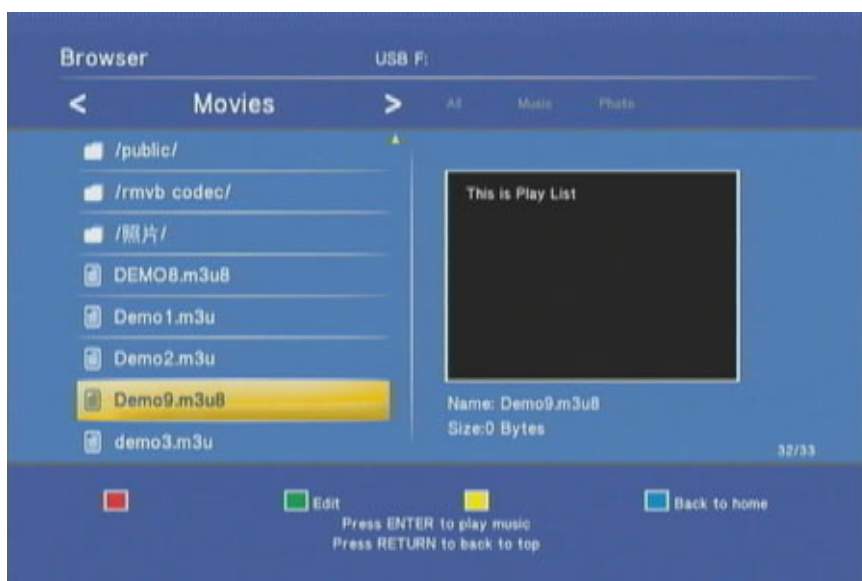 Browser USB F:
< Movies > All Music Photo
/public/
/rmvb codec/
/照片/
DEMO8.m3u8
Demo1.m3u
Demo2.m3u
Demo9.m3u8
demo3.m3u
This is Play List
Name: Demo9.m3u8
Size:0 Bytes
32/33
Edit
Back to home
Press ENTER to play music
Press RETURN to back to top